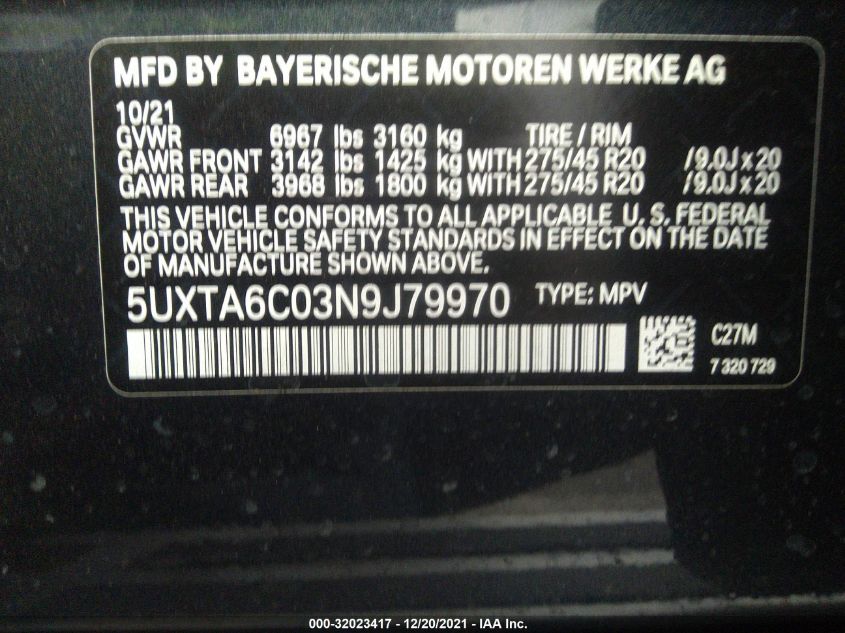 MFD BY BAYERISCHE MOTOREN WERKE AG
10/21
GVWR 6967 lbs 3160 kg TIRE / RIM
GAWR FRONT 3142 lbs 1425 kg WITH 275/45 R20 /9.0J x 20
GAWR REAR 3968 lbs 1800 kg WITH 275/45 R20 /9.0J x 20
THIS VEHICLE CONFORMS TO ALL APPLICABLE U. S. FEDERAL
MOTOR VEHICLE SAFETY STANDARDS IN EFFECT ON THE DATE
OF MANUFACTURE SHOWN ABOVE.
5UXTA6C03N9J79970 TYPE: MPV
C27M
7 320 729
000-32023417 - 12/20/2021 - IAA Inc.